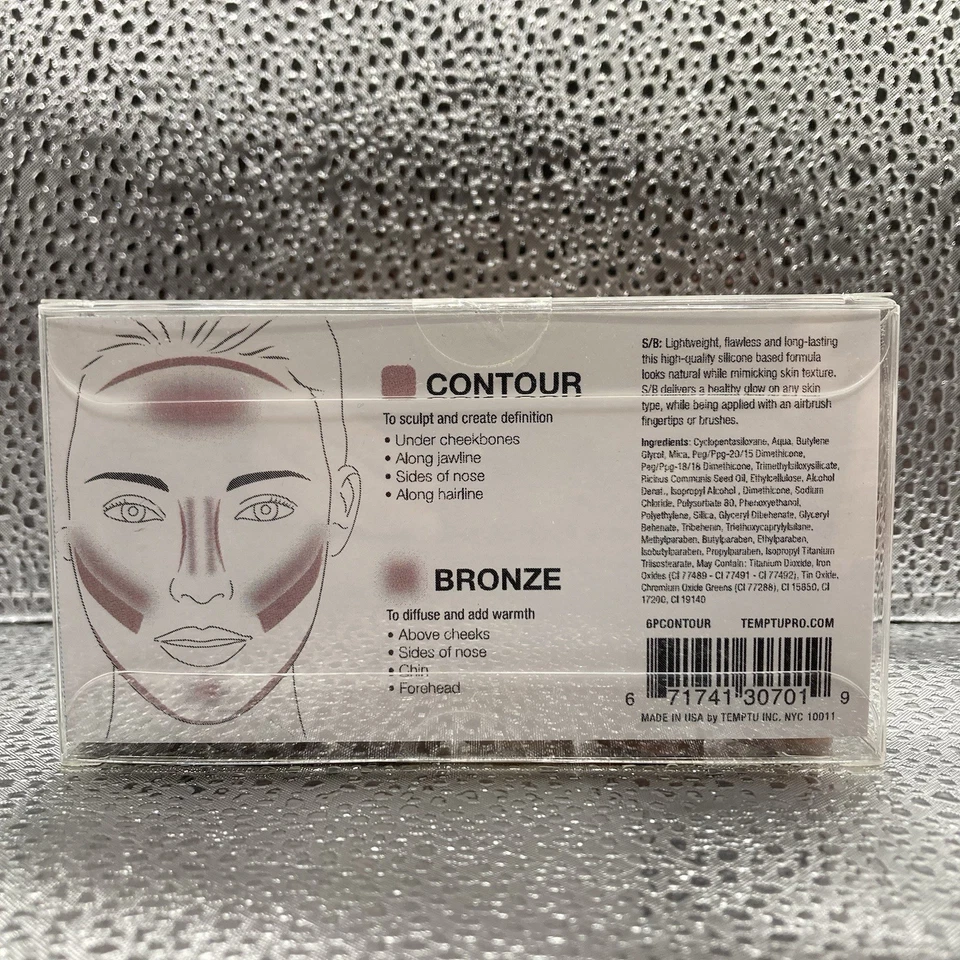 CONTOUR
To sculpt and create definition
• Under cheekbones
• Along jawline
• Sides of nose
• Along hairline
BRONZE
To diffuse and add warmth
• Above cheeks
• Sides of nose
• Chin
• Forehead
S/B: Lightweight, flawless and long-lasting
this high-quality silicone based formula
looks natural while mimicking skin texture.
S/B delivers a healthy glow on any skin
type, while being applied with an airbrush
fingertips or brushes.
Ingredients: Cyclopentasiloxane, Aqua, Butylene
Glycol, Mica, Peg/Ppg-20/15 Dimethicone,
Peg/Ppg-18/18 Dimethicone, Trimethylsiloxysilicate,
Ricinus Communis Seed Oil, Ethylcellulose, Alcohol
Denat., Isopropyl Alcohol , Dimethicone, Sodium
Chloride, Polysorbate 80, Phenoxyethanol,
Polyethylene, Silica, Glyceryl Dibehenate, Glyceryl
Behenate, Tribehenin, Triethoxycaprylylsilane,
Methylparaben, Butylparaben, Ethylparaben,
Isobutylparaben, Propylparaben, Isopropyl Titanium
Triisostearate, May Contain: Titanium Dioxide, Iron
Oxides (CI 77489 - CI 77491 - CI 77492), Tin Oxide,
Chromium Oxide Greens (CI 77288), CI 15850, CI
17200, CI 19140
6PCONTOUR TEMPTUPRO.COM
6 71741 30701 9
MADE IN USA by TEMPTU INC. NYC 10011